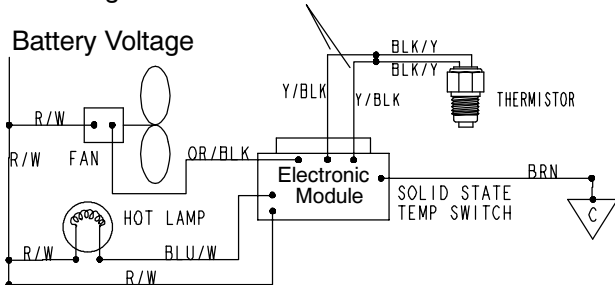 Battery Voltage
BLK/Y
BLK/Y
Y/BLK
Y/BLK
THERMISTOR
R/W
FAN
R/W
OR/BLK
Electronic
Module
BRN
SOLID STATE
TEMP SWITCH
C
HOT LAMP
R/W
BLU/W
R/W